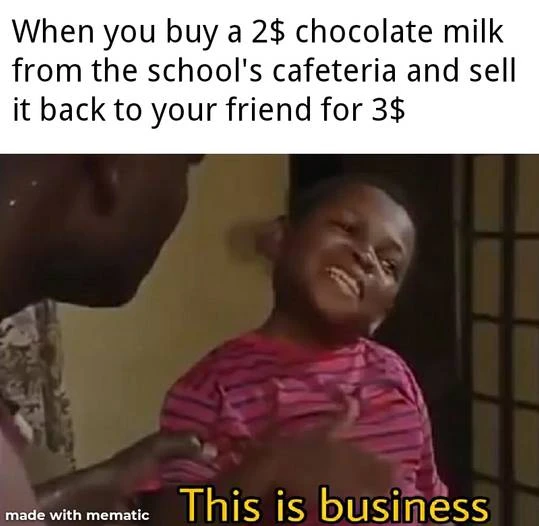 When you buy a 2$ chocolate milk
from the school's cafeteria and sell
it back to your friend for 3$
This is business
made with mematic